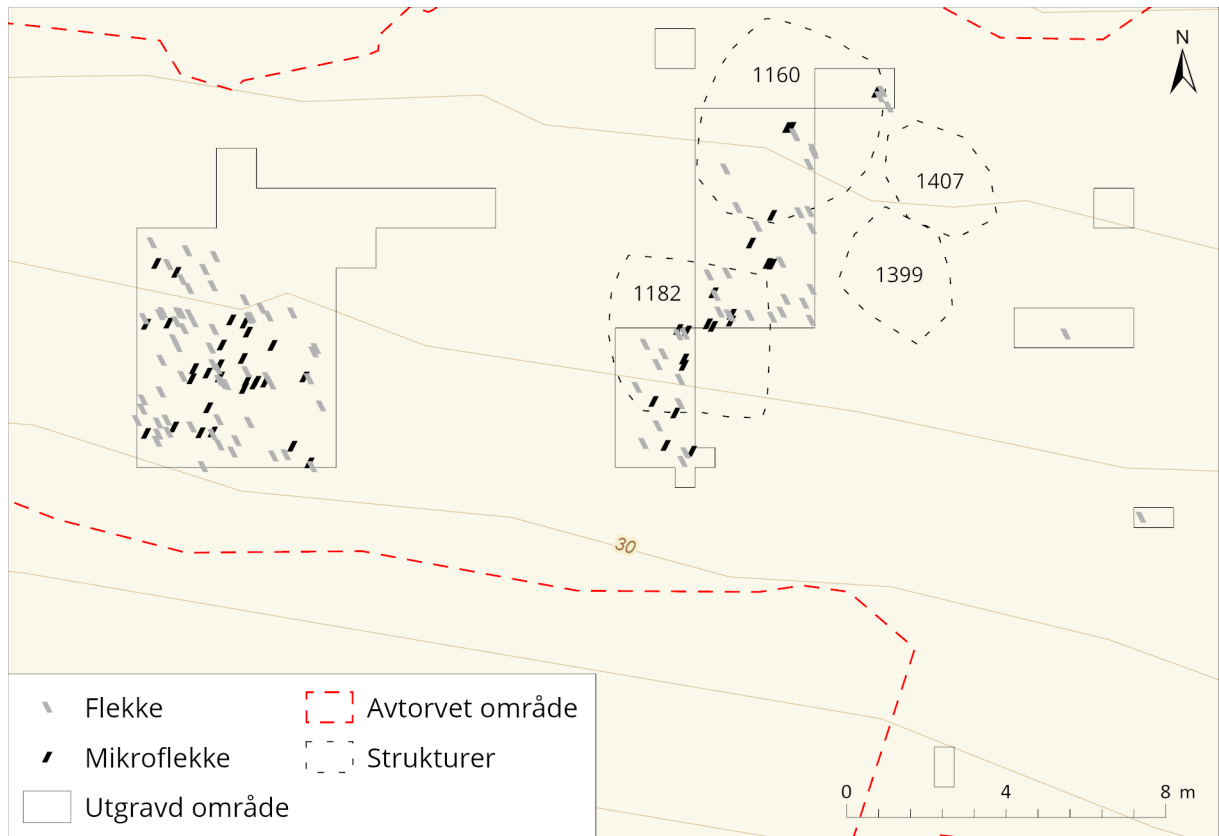 N
1160
1407
1399
1182
30
Flekke
Mikroflekke
Utgravd område
Avtorvet område
Strukturer
0 4 8 m